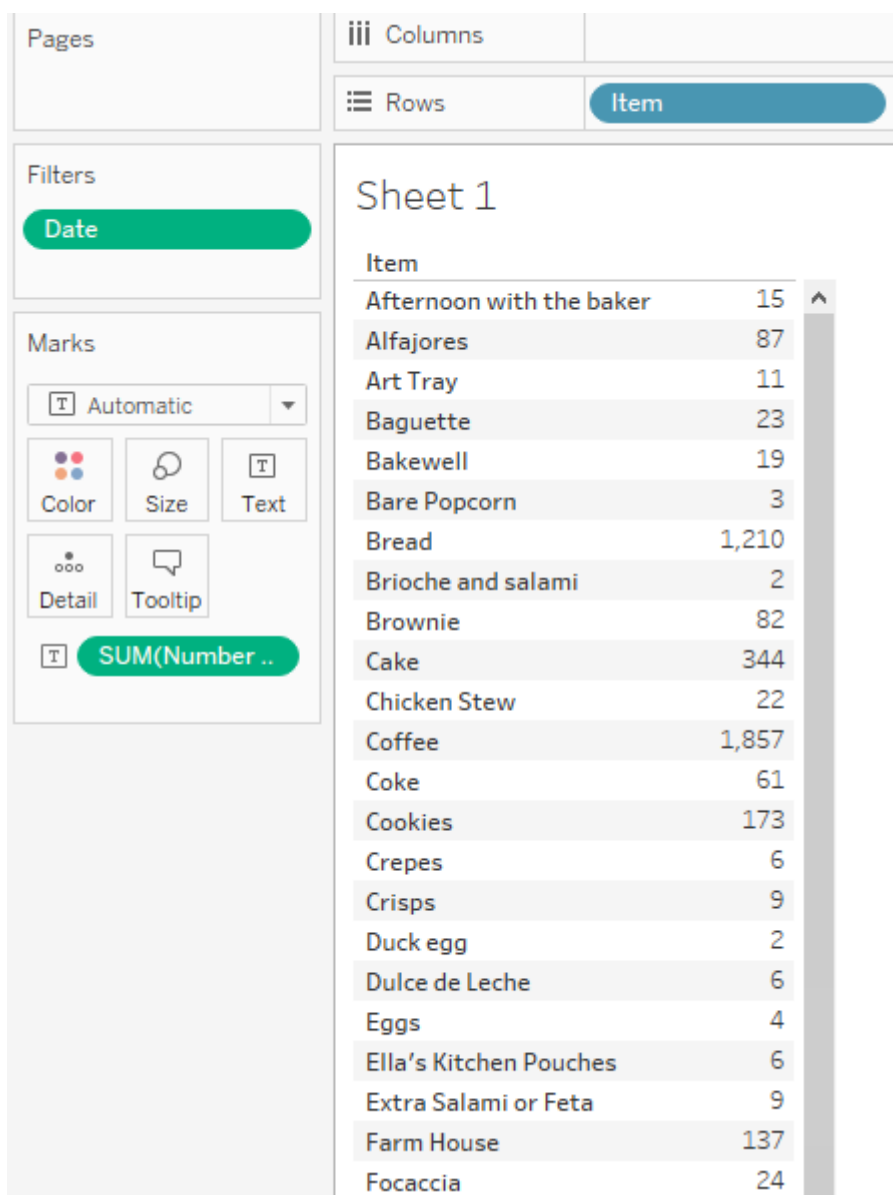 Pages
Columns
Rows
Item
Filters
Date
Marks
Automatic
Color
Size
Text
Detail
Tooltip
SUM(Number ..
Sheet 1
Item
Afternoon with the baker 15
Alfajores 87
Art Tray 11
Baguette 23
Bakewell 19
Bare Popcorn 3
Bread 1,210
Brioche and salami 2
Brownie 82
Cake 344
Chicken Stew 22
Coffee 1,857
Coke 61
Cookies 173
Crepes 6
Crisps 9
Duck egg 2
Dulce de Leche 6
Eggs 4
Ella's Kitchen Pouches 6
Extra Salami or Feta 9
Farm House 137
Focaccia 24